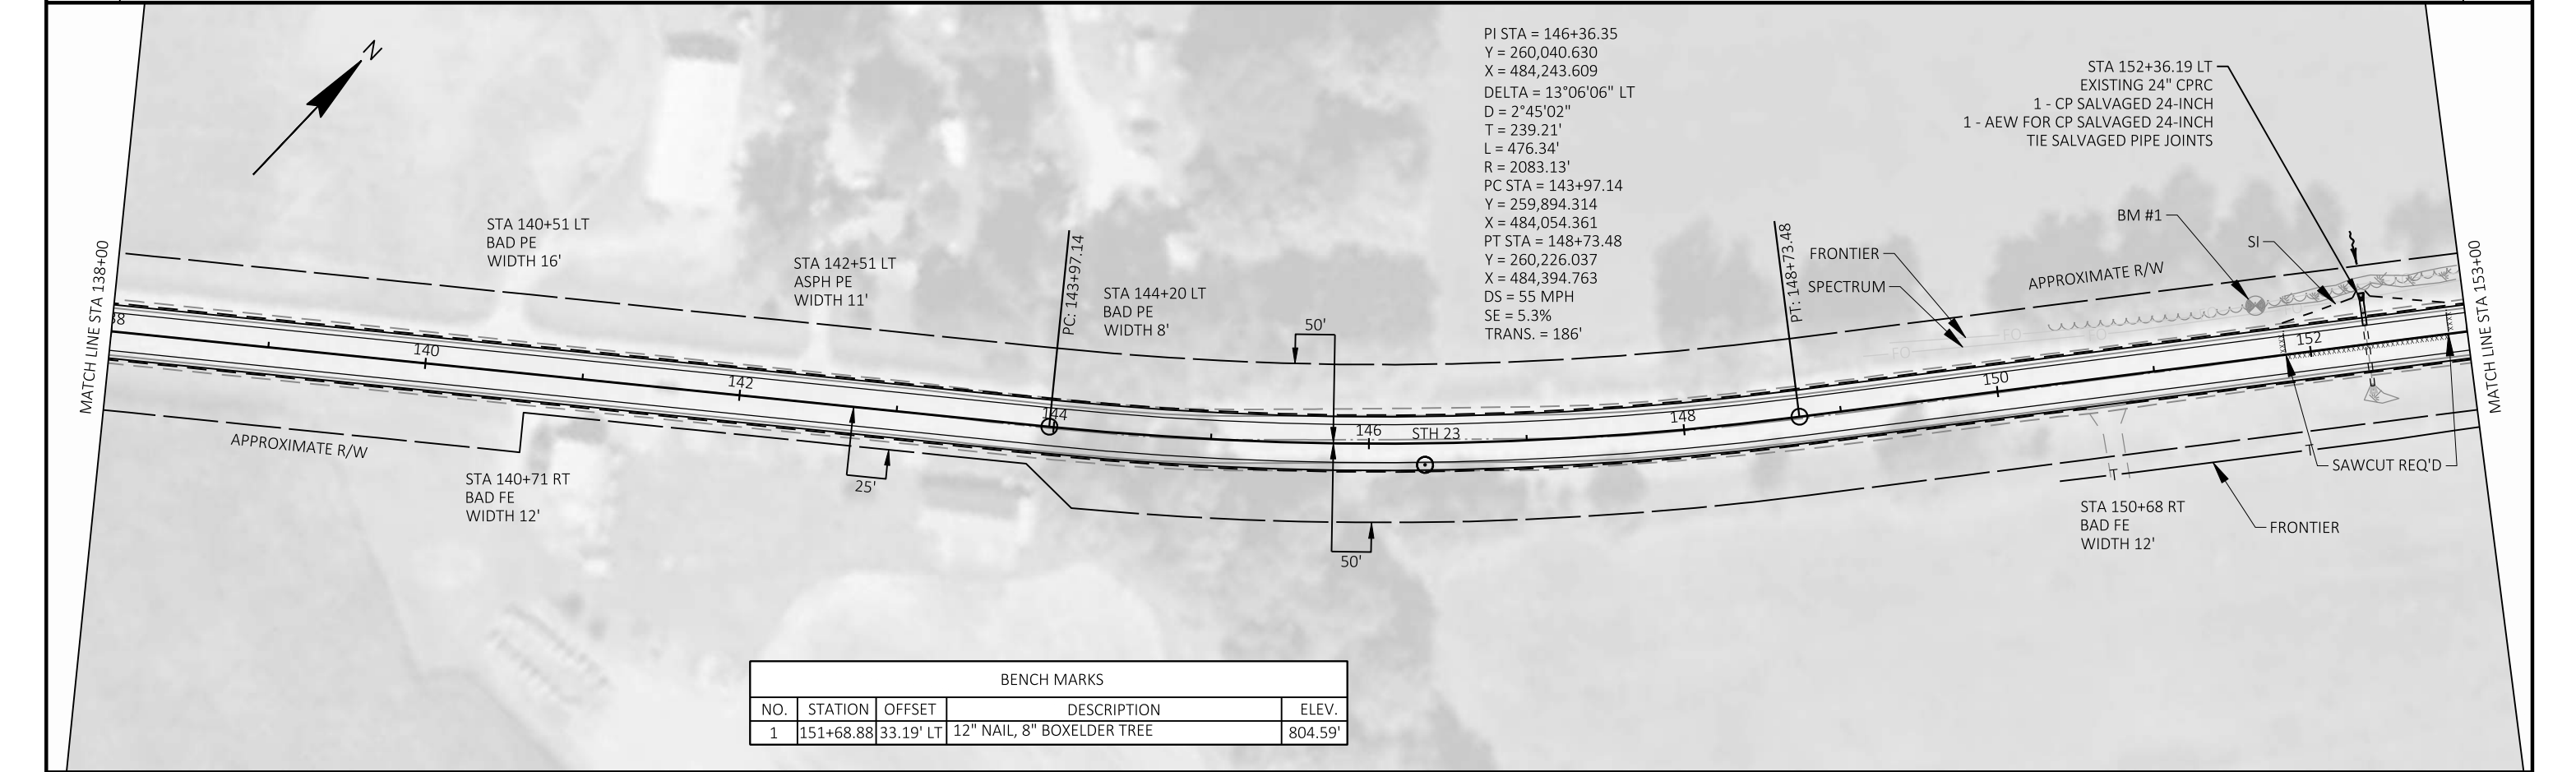 N
PI STA = 146+36.35
Y = 260,040.630
X = 484,243.609
DELTA = 13°06'06" LT
D = 2°45'02"
T = 239.21'
L = 476.34'
R = 2083.13'
PC STA = 143+97.14
Y = 259,894.314
X = 484,054.361
PT STA = 148+73.48
Y = 260,226.037
X = 484,394.763
DS = 55 MPH
SE = 5.3%
TRANS. = 186'
STA 152+36.19 LT
EXISTING 24" CPRC
1 - CP SALVAGED 24-INCH
1 - AEW FOR CP SALVAGED 24-INCH
TIE SALVAGED PIPE JOINTS
BM #1
SI
FRONTIER
SPECTRUM
APPROXIMATE R/W
STA 140+51 LT
BAD PE
WIDTH 16'
STA 142+51 LT
ASPH PE
WIDTH 11'
PC: 143+97.14
STA 144+20 LT
BAD PE
WIDTH 8'
50'
PT: 148+73.48
MATCH LINE STA 138+00
MATCH LINE STA 153+00
38
140
142
144
146
STH 23
148
150
152
FO
FO
FO
APPROXIMATE R/W
STA 140+71 RT
BAD FE
WIDTH 12'
25'
50'
T
T
SAWCUT REQ'D
STA 150+68 RT
BAD FE
WIDTH 12'
FRONTIER
BENCH MARKS
NO. STATION OFFSET DESCRIPTION ELEV.
1 151+68.88 33.19' LT 12" NAIL, 8" BOXELDER TREE 804.59'